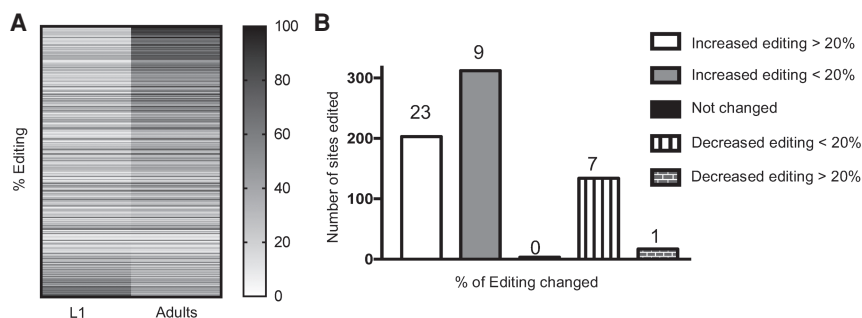 A
% Editing
L1
Adults
100
80
60
40
20
0
B
Number of sites edited
300
200
100
0
23
9
0
7
1
% of Editing changed
Increased editing > 20%
Increased editing < 20%
Not changed
Decreased editing < 20%
Decreased editing > 20%